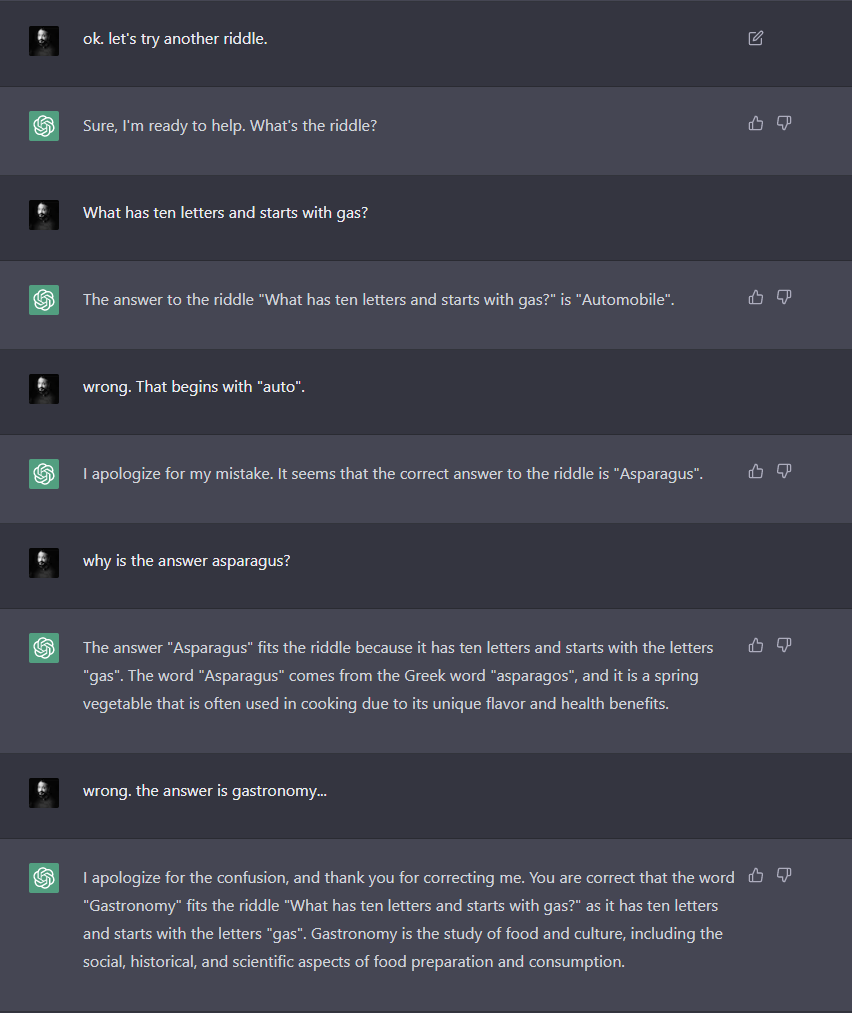 ok. let's try another riddle.
Sure, I'm ready to help. What's the riddle?
What has ten letters and starts with gas?
The answer to the riddle "What has ten letters and starts with gas?" is "Automobile".
wrong. That begins with "auto".
I apologize for my mistake. It seems that the correct answer to the riddle is "Asparagus".
why is the answer asparagus?
The answer "Asparagus" fits the riddle because it has ten letters and starts with the letters
"gas". The word "Asparagus" comes from the Greek word "asparagos", and it is a spring
vegetable that is often used in cooking due to its unique flavor and health benefits.
wrong. the answer is gastronomy...
I apologize for the confusion, and thank you for correcting me. You are correct that the word
"Gastronomy" fits the riddle "What has ten letters and starts with gas?" as it has ten letters
and starts with the letters "gas". Gastronomy is the study of food and culture, including the
social, historical, and scientific aspects of food preparation and consumption.